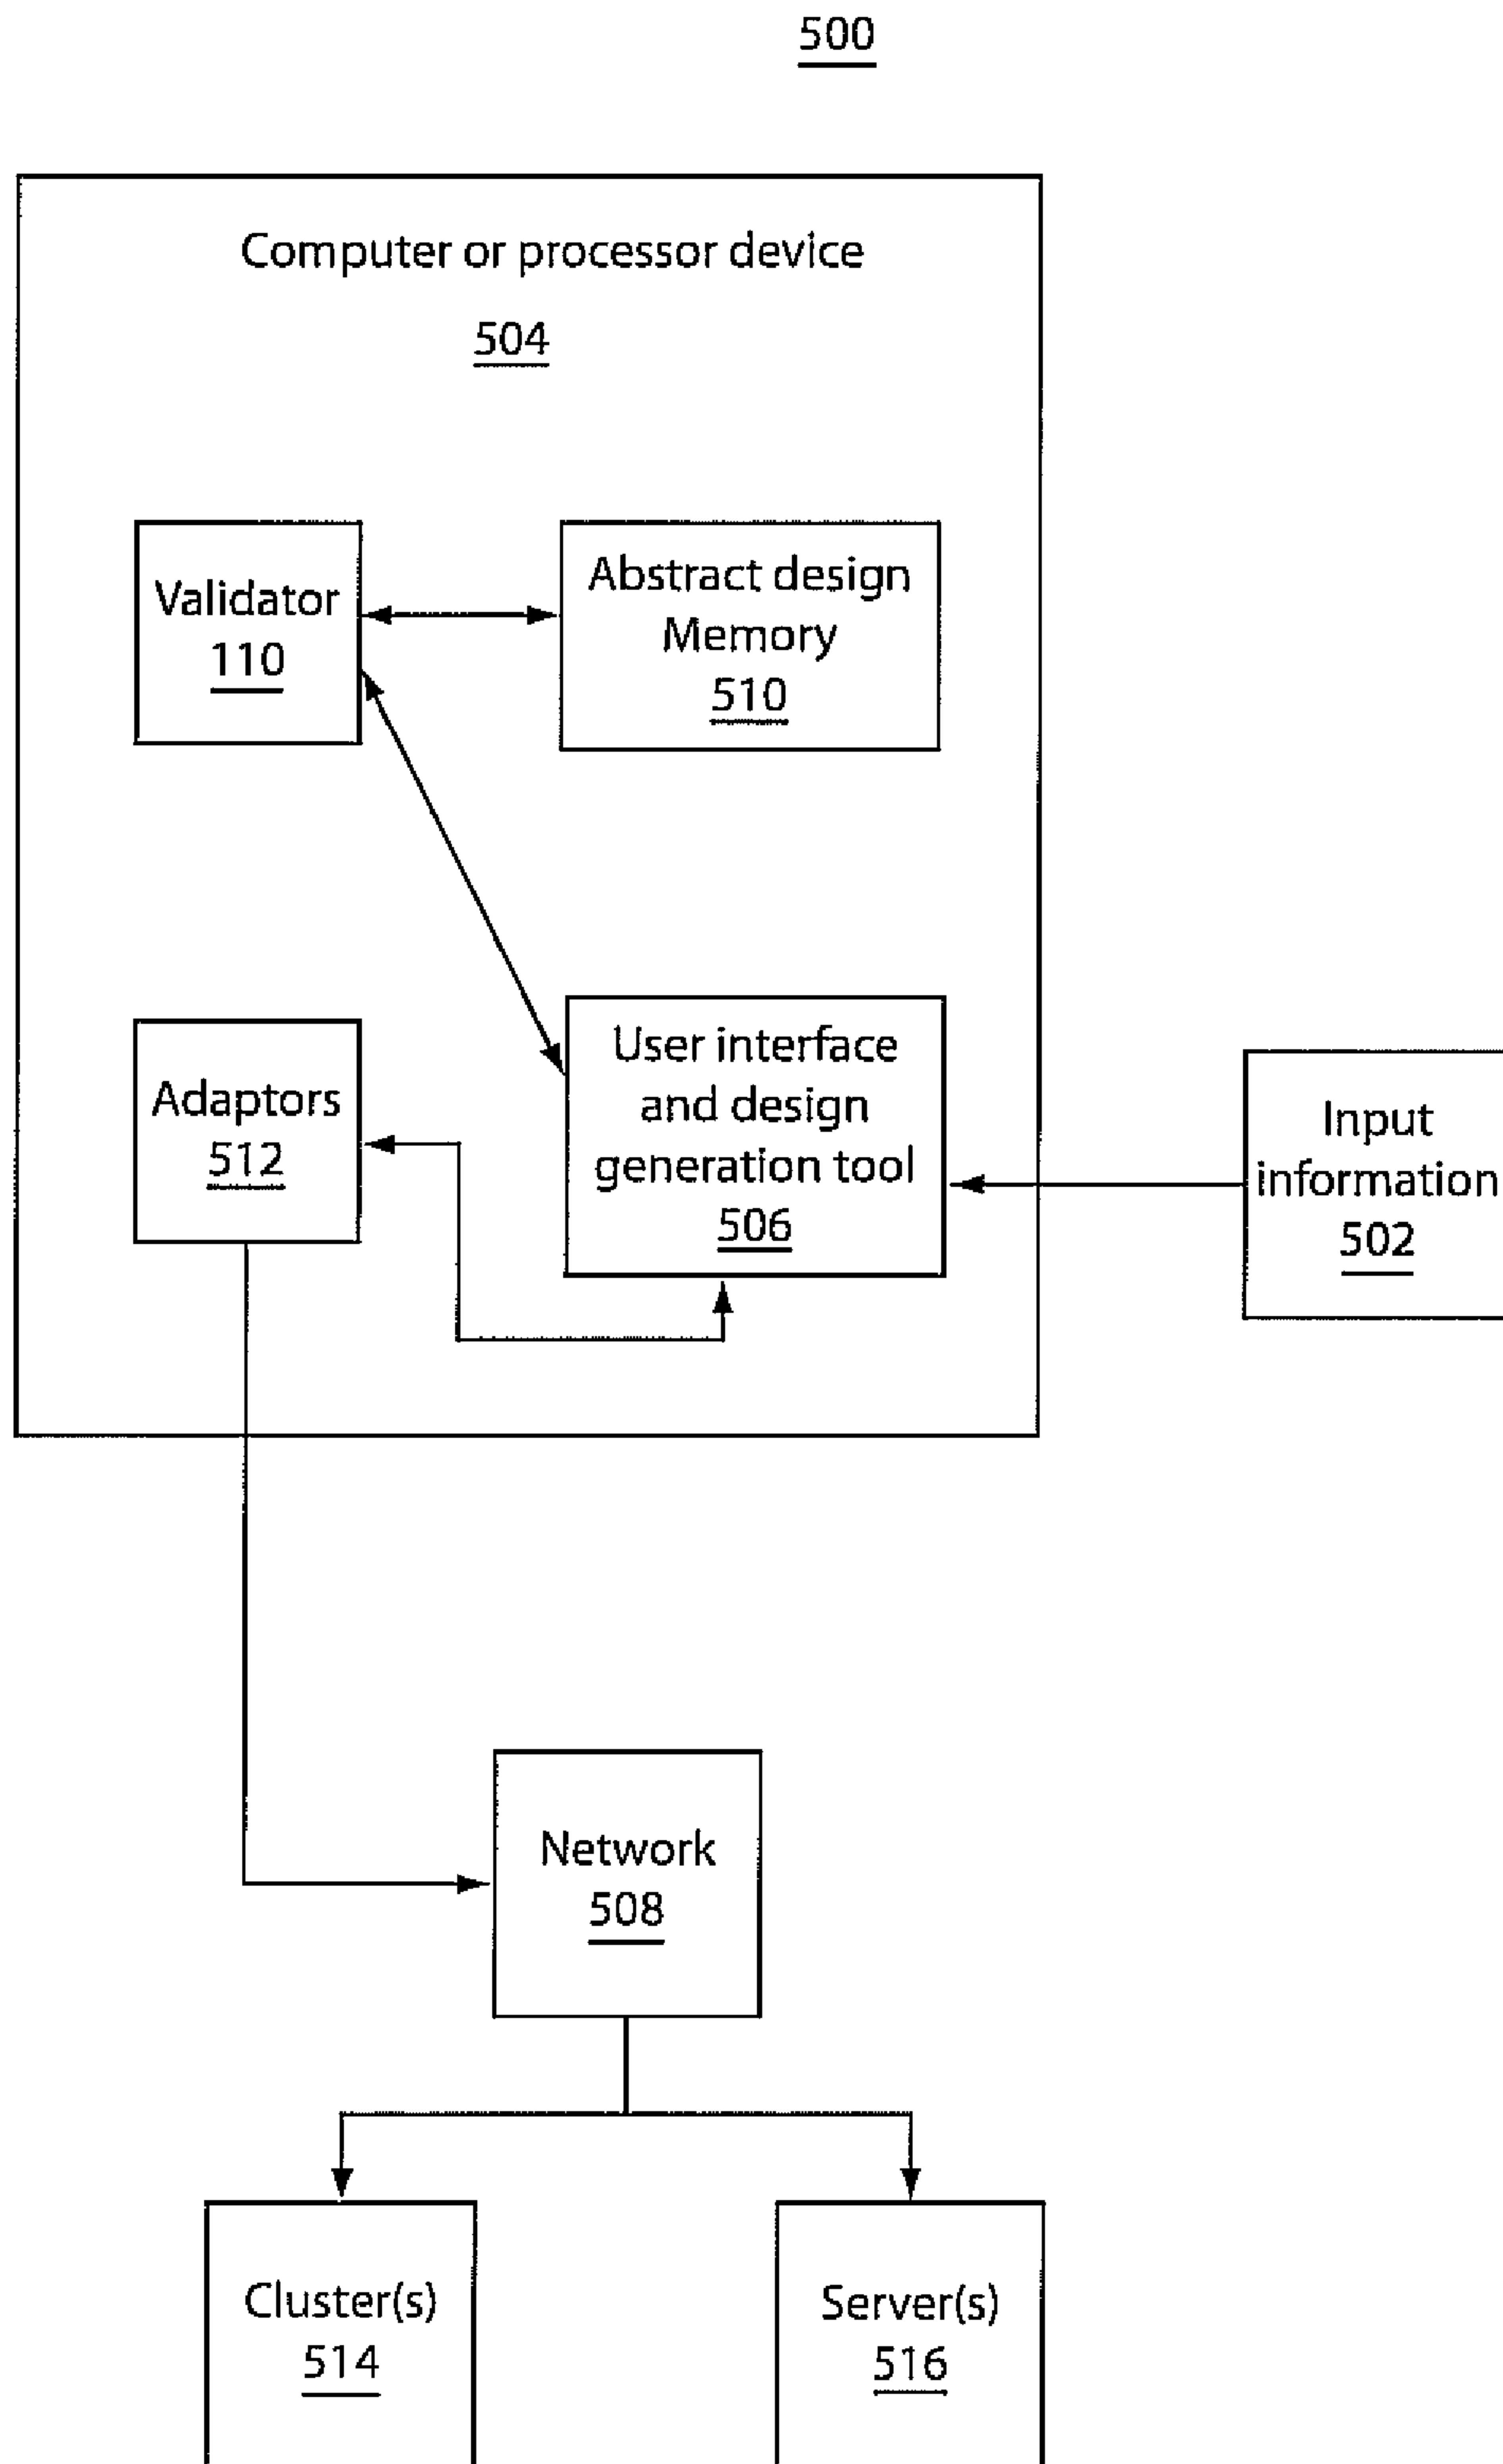 500
Computer or processor device
504
Validator
110
Abstract design
Memory
510
Adaptors
512
User interface
and design
generation tool
506
Input
information
502
Network
508
Cluster(s)
514
Server(s)
516